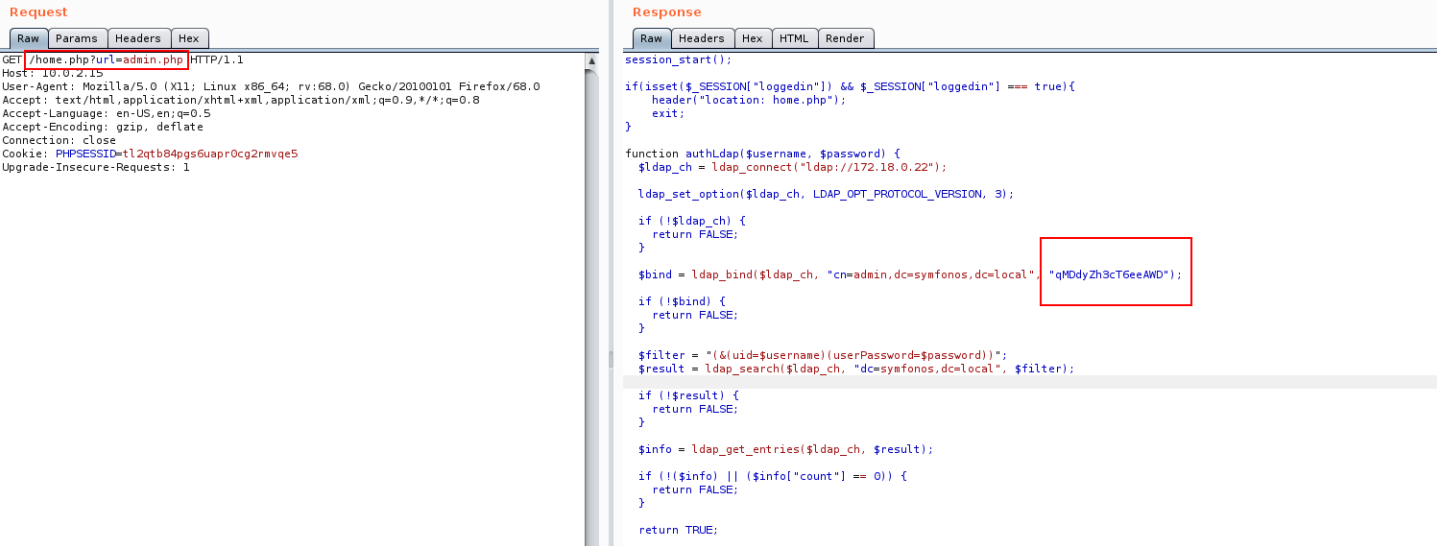 Request
Raw Params Headers Hex
GET /home.php?url=admin.php HTTP/1.1
Host: 10.0.2.15
User-Agent: Mozilla/5.0 (X11; Linux x86_64; rv:68.0) Gecko/20100101 Firefox/68.0
Accept: text/html,application/xhtml+xml,application/xml;q=0.9,*/*;q=0.8
Accept-Language: en-US,en;q=0.5
Accept-Encoding: gzip, deflate
Connection: close
Cookie: PHPSESSID=tl2qtb84pgs6uapr0cg2rmvqe5
Upgrade-Insecure-Requests: 1
Response
Raw Headers Hex HTML Render
session_start();
if(isset($_SESSION["loggedin"]) && $_SESSION["loggedin"] === true){
header("location: home.php");
exit;
}
function authLdap($username, $password) {
$ldap_ch = ldap_connect("ldap://172.18.0.22");
ldap_set_option($ldap_ch, LDAP_OPT_PROTOCOL_VERSION, 3);
if (!$ldap_ch) {
return FALSE;
}
$bind = ldap_bind($ldap_ch, "cn=admin,dc=symfonos,dc=local", "qMDdyZh3cT6eeAWD");
if (!$bind) {
return FALSE;
}
$filter = "(&(uid=$username)(userPassword=$password))";
$result = ldap_search($ldap_ch, "dc=symfonos,dc=local", $filter);
if (!$result) {
return FALSE;
}
$info = ldap_get_entries($ldap_ch, $result);
if (!($info) || ($info["count"] == 0)) {
return FALSE;
}
return TRUE;